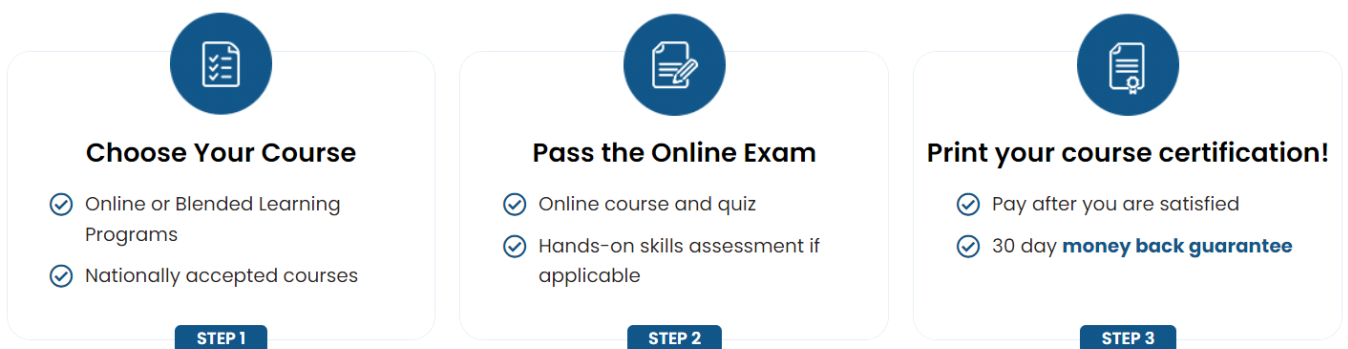 Choose Your Course
Online or Blended Learning
Programs
Nationally accepted courses
STEP 1
Pass the Online Exam
Online course and quiz
Hands-on skills assessment if
applicable
STEP 2
Print your course certification!
Pay after you are satisfied
30 day money back guarantee
STEP 3